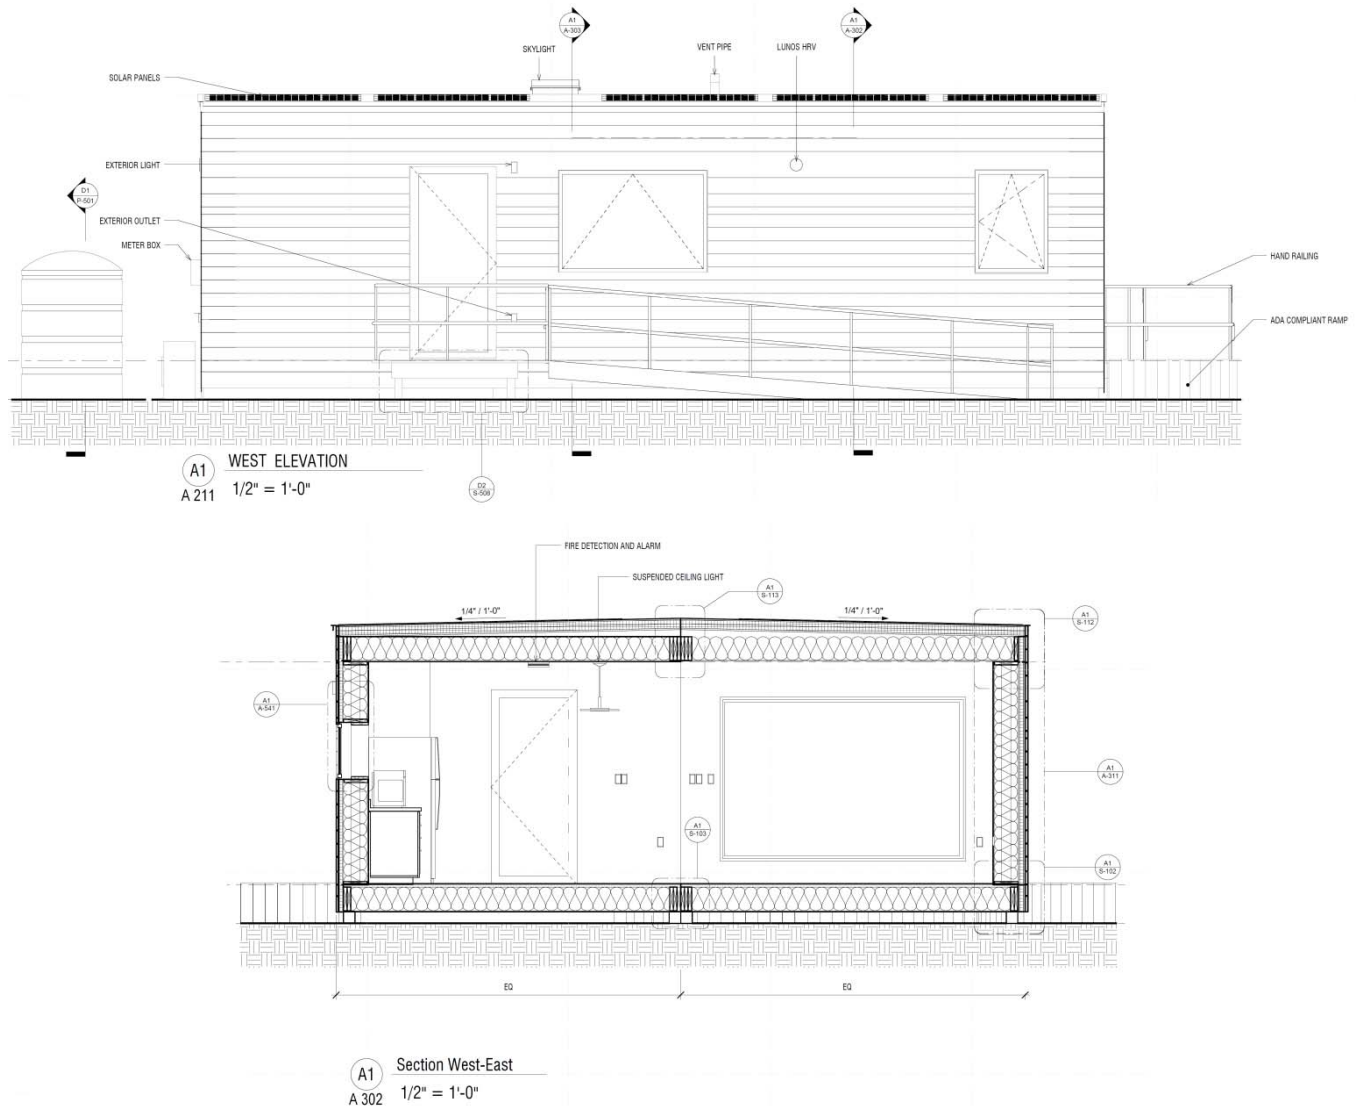 A1
A-303
A1
A-302
SKYLIGHT
VENT PIPE
LUNOS HRV
SOLAR PANELS
EXTERIOR LIGHT
D1
P-501
EXTERIOR OUTLET
METER BOX
HAND RAILING
ADA COMPLIANT RAMP
A1
A 211
WEST ELEVATION
1/2" = 1'-0"
D2
S-508
FIRE DETECTION AND ALARM
SUSPENDED CEILING LIGHT
A1
S-113
1/4" / 1'-0"
1/4" / 1'-0"
A1
S-112
A1
A-541
A1
A-311
A1
S-103
A1
S-102
EQ
EQ
A1
A 302
Section West-East
1/2" = 1'-0"